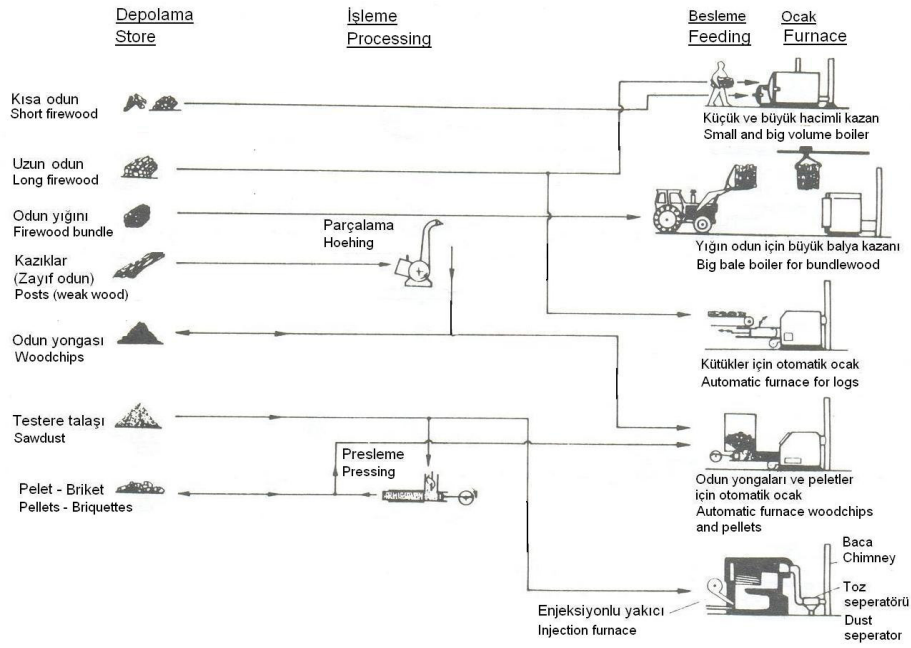 Depolama
Store
İşleme
Processing
Besleme
Feeding
Ocak
Furnace
Kısa odun
Short firewood
Küçük ve büyük hacimli kazan
Small and big volume boiler
Uzun odun
Long firewood
Odun yığını
Firewood bundle
Parçalama
Hoehing
Yığın odun için büyük balya kazanı
Big bale boiler for bundlewood
Kazıklar
(Zayıf odun)
Posts (weak wood)
Odun yongası
Woodchips
Kütükler için otomatik ocak
Automatic furnace for logs
Testere talaşı
Sawdust
Presleme
Pressing
Pelet - Briket
Pellets - Briquettes
Odun yongaları ve peletler
için otomatik ocak
Automatic furnace woodchips
and pellets
Baca
Chimney
Toz
seperatörü
Dust
seperator
Enjeksiyonlu yakıcı
Injection furnace